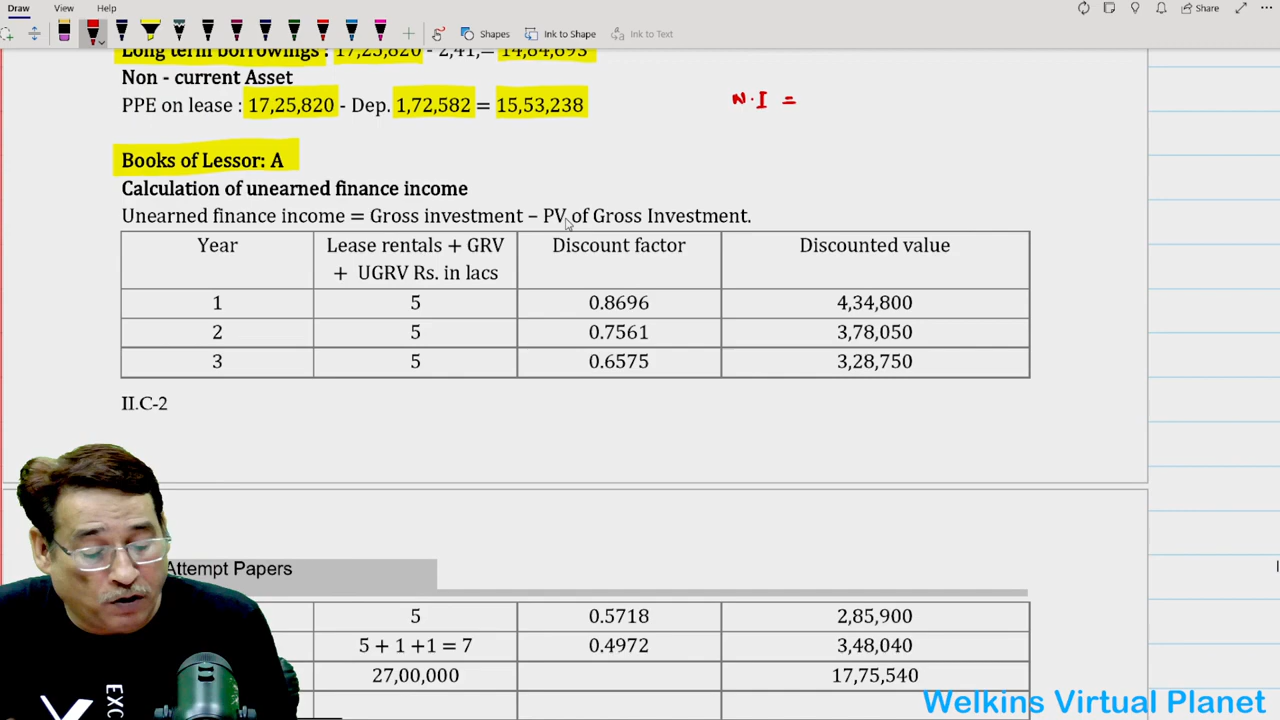 Draw View Help Share
Shapes Ink to Shape Ink to Text
Long term borrowings : 17,25,820 - 2,41,= 14,84,693
Non - current Asset
PPE on lease : 17,25,820 - Dep. 1,72,582 = 15,53,238
N.I =
Books of Lessor: A
Calculation of unearned finance income
Unearned finance income = Gross investment – PV of Gross Investment.
Year Lease rentals + GRV + UGRV Rs. in lacs Discount factor Discounted value
1 5 0.8696 4,34,800
2 5 0.7561 3,78,050
3 5 0.6575 3,28,750
II.C-2
Attempt Papers
5 0.5718 2,85,900
5 + 1 +1 = 7 0.4972 3,48,040
27,00,000 17,75,540
EXC
Welkins Virtual Planet